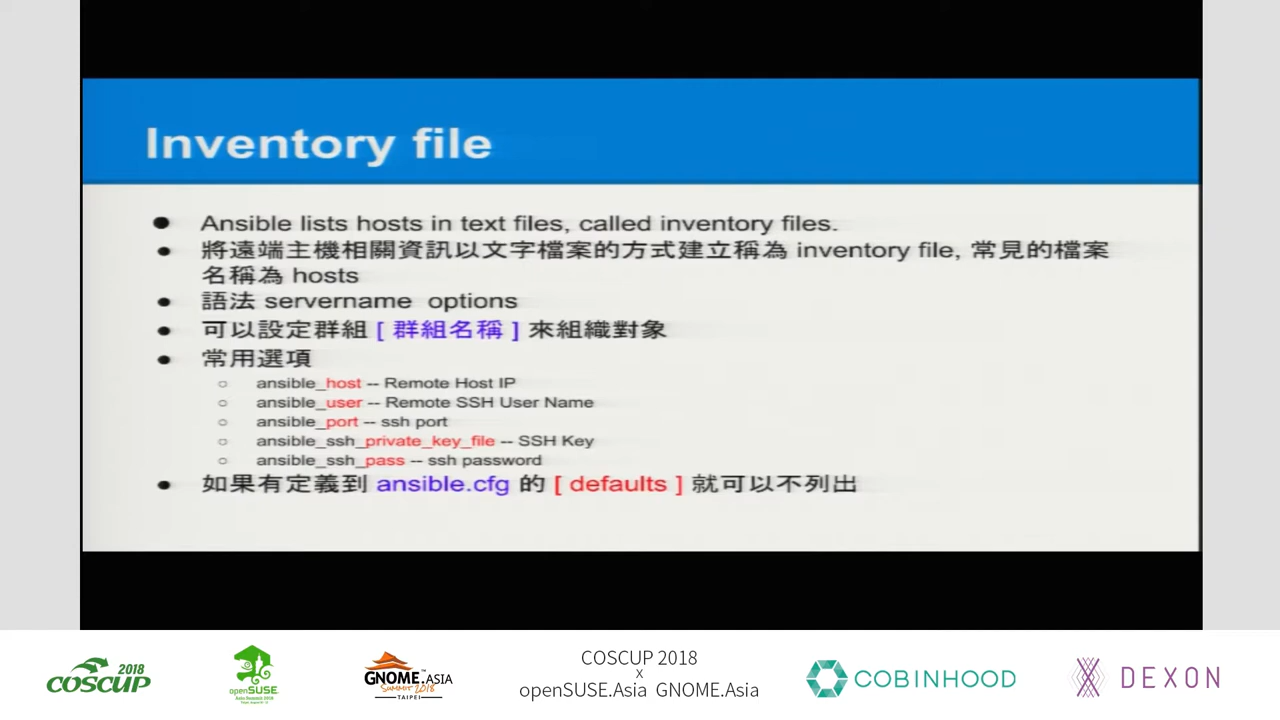 Inventory file
● Ansible lists hosts in text files, called inventory files.
● 將遠端主機相關資訊以文字檔案的方式建立稱為 inventory file, 常見的檔案
名稱為 hosts
● 語法 servername options
● 可以設定群組 [ 群組名稱 ] 來組織對象
● 常用選項
○ ansible_host -- Remote Host IP
○ ansible_user -- Remote SSH User Name
○ ansible_port -- ssh port
○ ansible_ssh_private_key_file -- SSH Key
○ ansible_ssh_pass -- ssh password
● 如果有定義到 ansible.cfg 的 [ defaults ] 就可以不列出
2018
COSCUP
openSUSE
Asia Summit 2018
GNOME.ASIA
SUMMIT 2018
TAIPEI
COSCUP 2018
x
openSUSE.Asia GNOME.Asia
COBINHOOD
DEXON